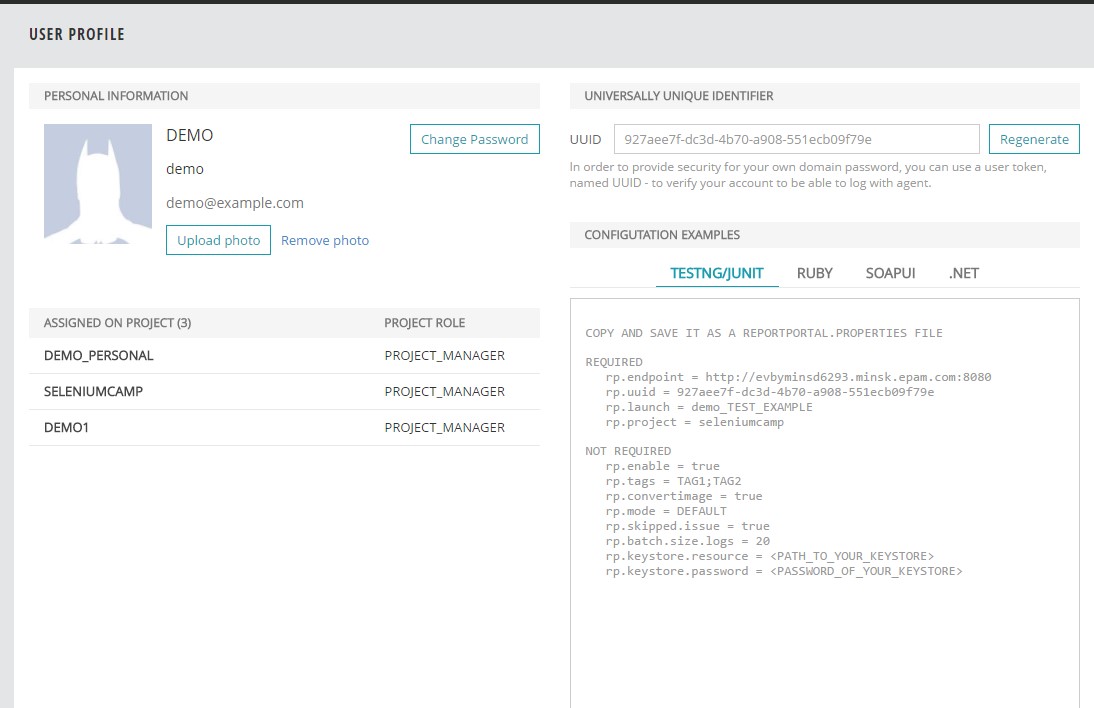 USER PROFILE
PERSONAL INFORMATION
DEMO
Change Password
demo
demo@example.com
Upload photo Remove photo
ASSIGNED ON PROJECT (3) PROJECT ROLE
DEMO_PERSONAL PROJECT_MANAGER
SELENIUMCAMP PROJECT_MANAGER
DEMO1 PROJECT_MANAGER
UNIVERSALLY UNIQUE IDENTIFIER
UUID 927aee7f-dc3d-4b70-a908-551ecb09f79e Regenerate
In order to provide security for your own domain password, you can use a user token,
named UUID - to verify your account to be able to log with agent.
CONFIGUTATION EXAMPLES
TESTNG/JUNIT RUBY SOAPUI .NET
COPY AND SAVE IT AS A REPORTPORTAL.PROPERTIES FILE
REQUIRED
rp.endpoint = http://evbyminsd6293.minsk.epam.com:8080
rp.uuid = 927aee7f-dc3d-4b70-a908-551ecb09f79e
rp.launch = demo_TEST_EXAMPLE
rp.project = seleniumcamp
NOT REQUIRED
rp.enable = true
rp.tags = TAG1;TAG2
rp.convertimage = true
rp.mode = DEFAULT
rp.skipped.issue = true
rp.batch.size.logs = 20
rp.keystore.resource = <PATH_TO_YOUR_KEYSTORE>
rp.keystore.password = <PASSWORD_OF_YOUR_KEYSTORE>